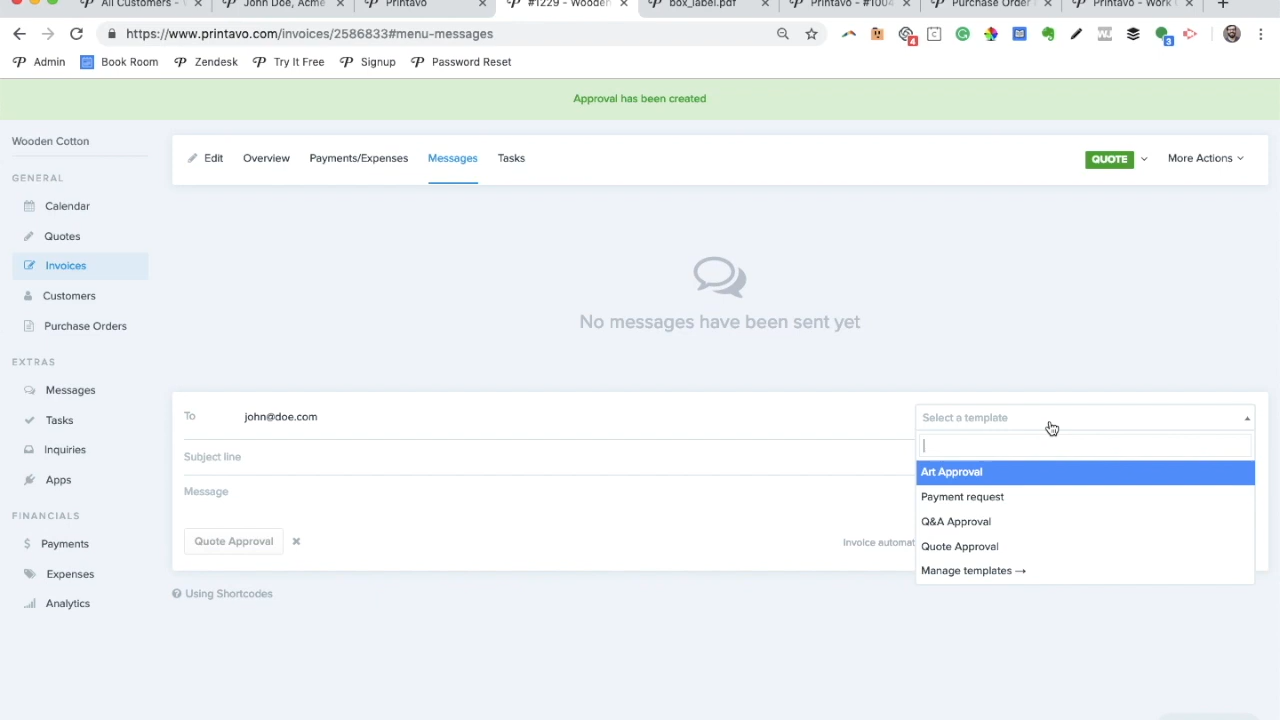 All Customers -
John Doe, Acme
Printavo
#1229 - Wooden
box_label.pdf
Printavo - #1004
Purchase Order
Printavo - Work
https://www.printavo.com/invoices/2586833#menu-messages
4
3
Admin
Book Room
Zendesk
Try It Free
Signup
Password Reset
Approval has been created
Wooden Cotton
GENERAL
Calendar
Quotes
Invoices
Customers
Purchase Orders
EXTRAS
Messages
Tasks
Inquiries
Apps
FINANCIALS
$ Payments
Expenses
Analytics
Edit
Overview
Payments/Expenses
Messages
Tasks
QUOTE
More Actions
No messages have been sent yet
To john@doe.com
Subject line
Message
Quote Approval ×
Invoice automat
Using Shortcodes
Select a template
Art Approval
Payment request
Q&A Approval
Quote Approval
Manage templates →